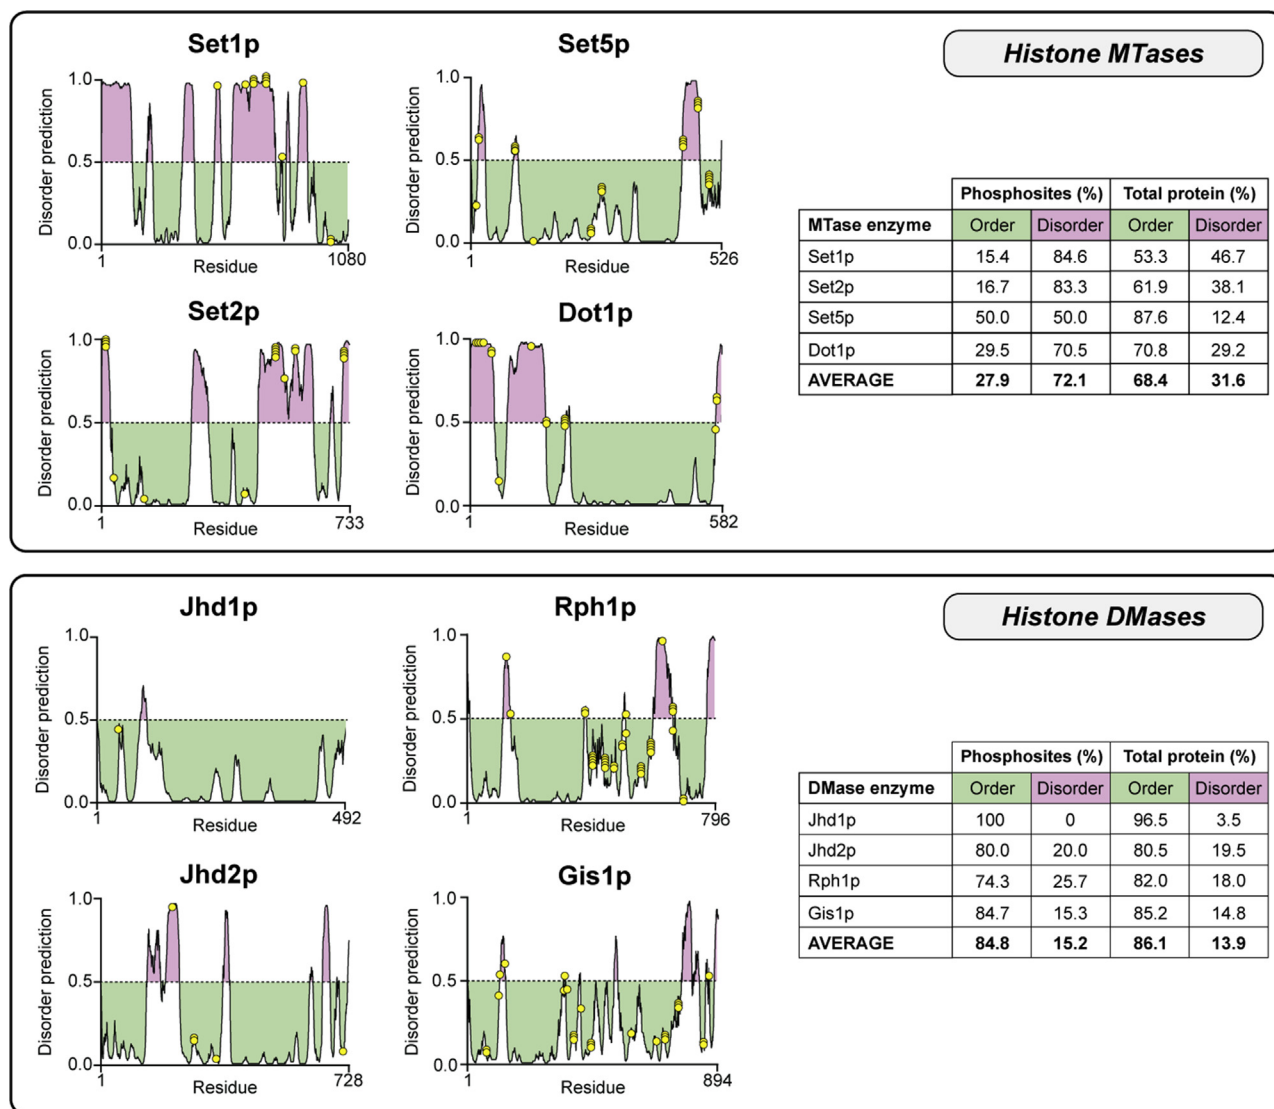 Histone MTases
Set1p
Disorder prediction
1.0
0.5
0.0
1
Residue
1080
Set5p
Disorder prediction
1.0
0.5
0.0
1
Residue
526
Set2p
Disorder prediction
1.0
0.5
0.0
1
Residue
733
Dot1p
Disorder prediction
1.0
0.5
0.0
1
Residue
582
Phosphosites (%) Total protein (%)
MTase enzyme Order Disorder Order Disorder
Set1p 15.4 84.6 53.3 46.7
Set2p 16.7 83.3 61.9 38.1
Set5p 50.0 50.0 87.6 12.4
Dot1p 29.5 70.5 70.8 29.2
AVERAGE 27.9 72.1 68.4 31.6
Histone DMases
Jhd1p
Disorder prediction
1.0
0.5
0.0
1
Residue
492
Rph1p
Disorder prediction
1.0
0.5
0.0
1
Residue
796
Jhd2p
Disorder prediction
1.0
0.5
0.0
1
Residue
728
Gis1p
Disorder prediction
1.0
0.5
0.0
1
Residue
894
Phosphosites (%) Total protein (%)
DMase enzyme Order Disorder Order Disorder
Jhd1p 100 0 96.5 3.5
Jhd2p 80.0 20.0 80.5 19.5
Rph1p 74.3 25.7 82.0 18.0
Gis1p 84.7 15.3 85.2 14.8
AVERAGE 84.8 15.2 86.1 13.9